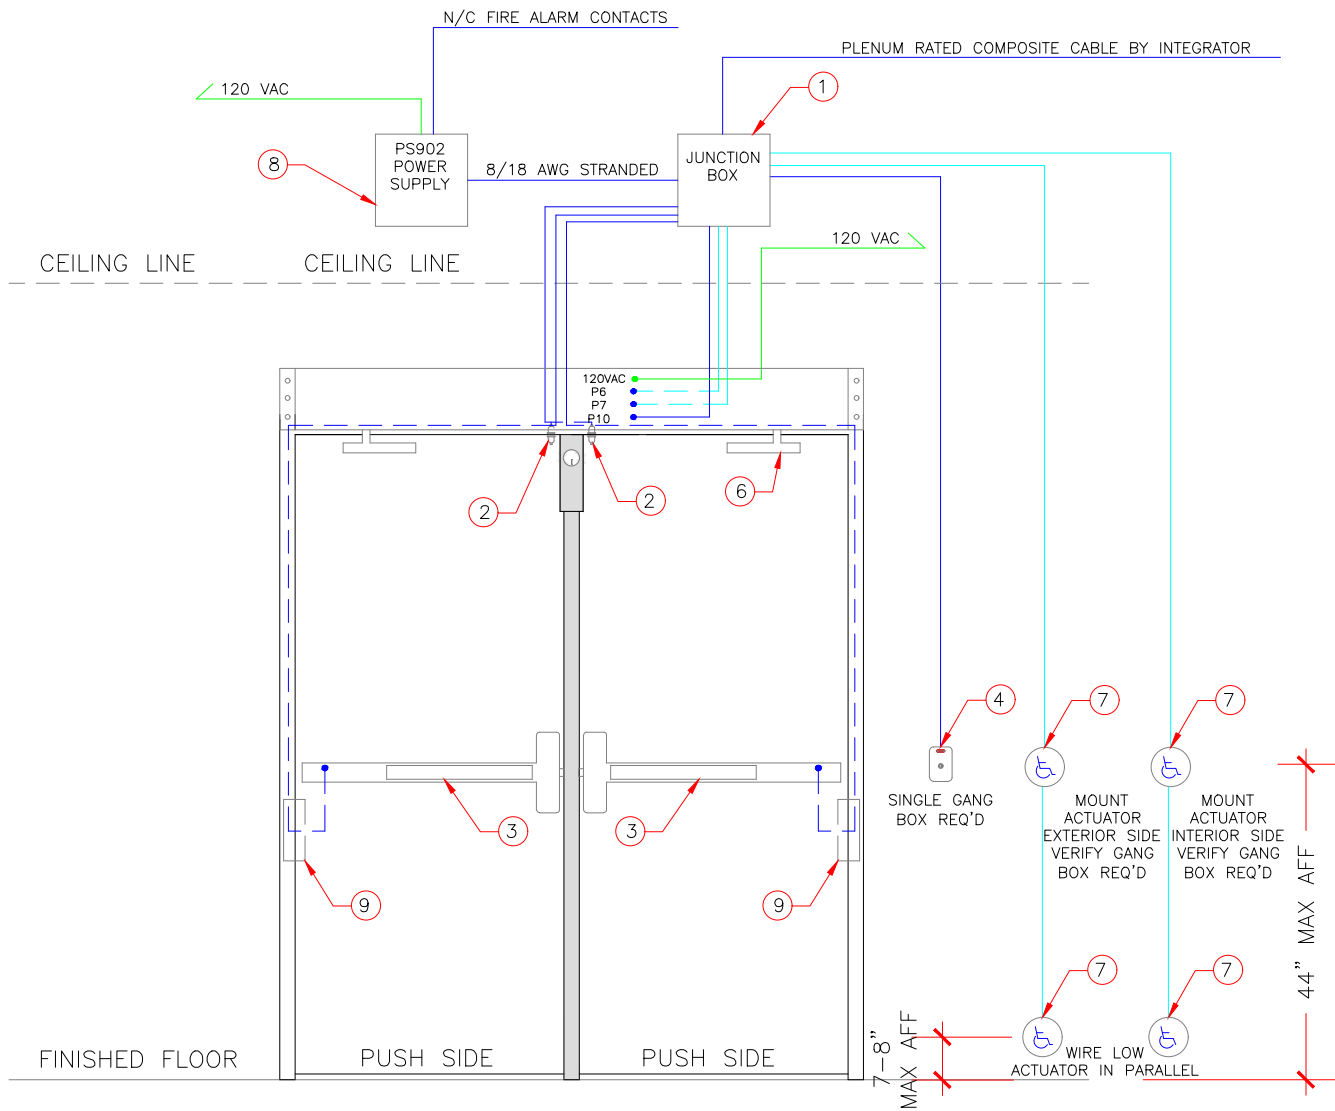 N/C FIRE ALARM CONTACTS
PLENUM RATED COMPOSITE CABLE BY INTEGRATOR
120 VAC
1
PS902
POWER
SUPPLY
8
8/18 AWG STRANDED
JUNCTION
BOX
120 VAC
CEILING LINE
CEILING LINE
120VAC
P6
P7
P10
2
2
6
3
3
9
9
4
7
7
SINGLE GANG
BOX REQ'D
MOUNT
ACTUATOR
EXTERIOR SIDE
VERIFY GANG
BOX REQ'D
MOUNT
ACTUATOR
INTERIOR SIDE
VERIFY GANG
BOX REQ'D
44" MAX AFF
7
7
7-8"
MAX AFF
WIRE LOW
ACTUATOR IN PARALLEL
FINISHED FLOOR
PUSH SIDE
PUSH SIDE